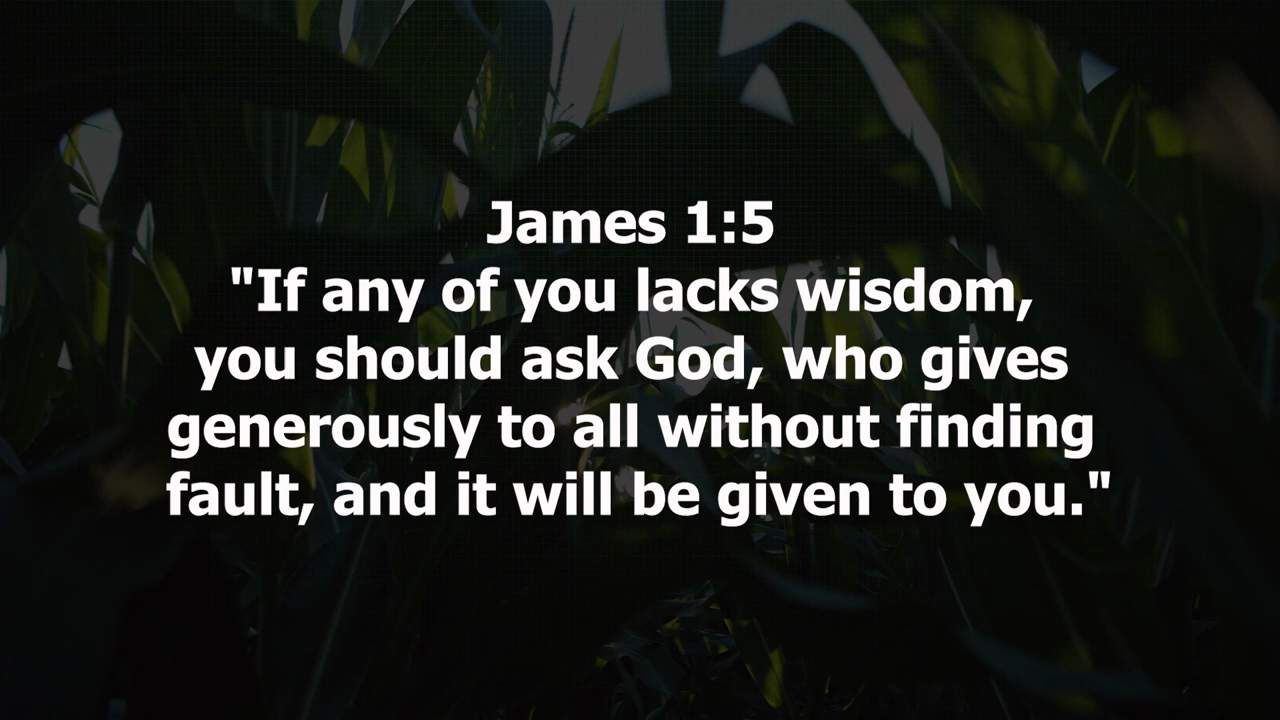 James 1:5
"If any of you lacks wisdom,
you should ask God, who gives
generously to all without finding
fault, and it will be given to you."